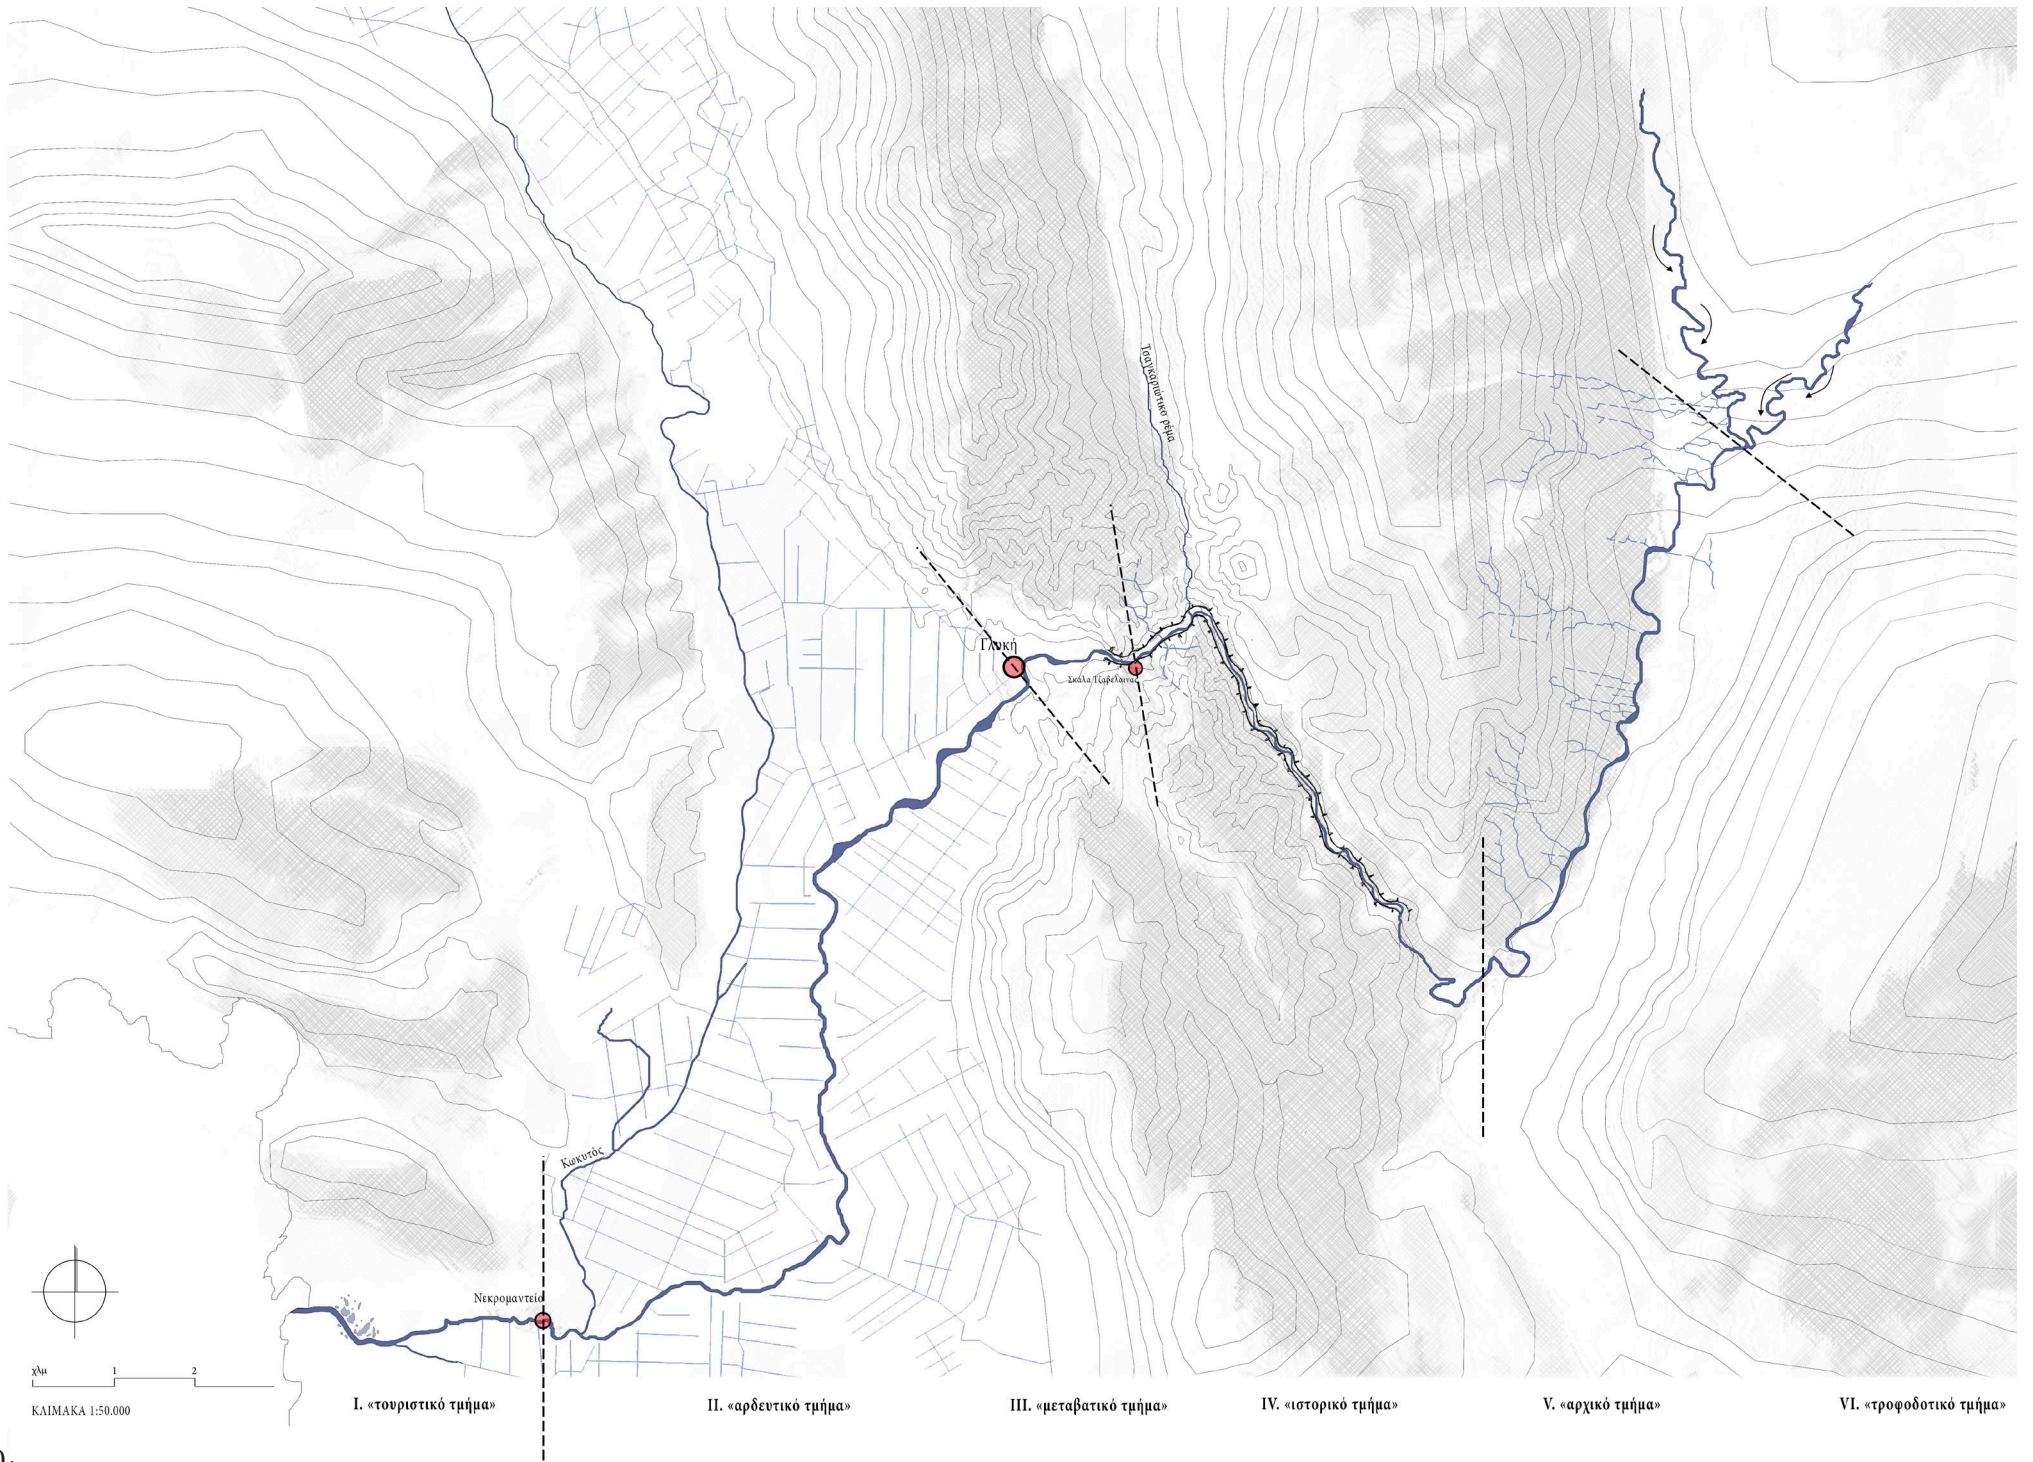 Τσαγκαριώτικο ρέμα
Γλυκή
Σκάλα Τζαβέλαινας
Κωκυτὸς
Νεκρομαντείο
χλμ 1 2
ΚΛΙΜΑΚΑ 1:50.000
I. «τουριστικό τμήμα»
II. «αρδευτικό τμήμα»
III. «μεταβατικό τμήμα»
IV. «ιστορικό τμήμα»
V. «αρχικό τμήμα»
VI. «τροφοδοτικό τμήμα»